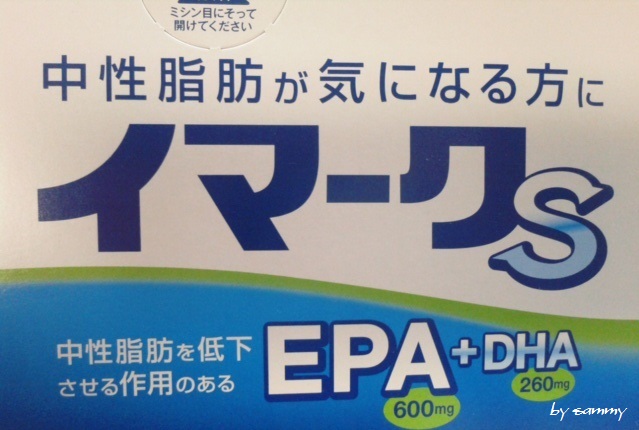 ミシン目にそって
開けてください
中性脂肪が気になる方に
イマークS
中性脂肪を低下
させる作用のある
EPA+DHA
600mg
260mg
by sammy